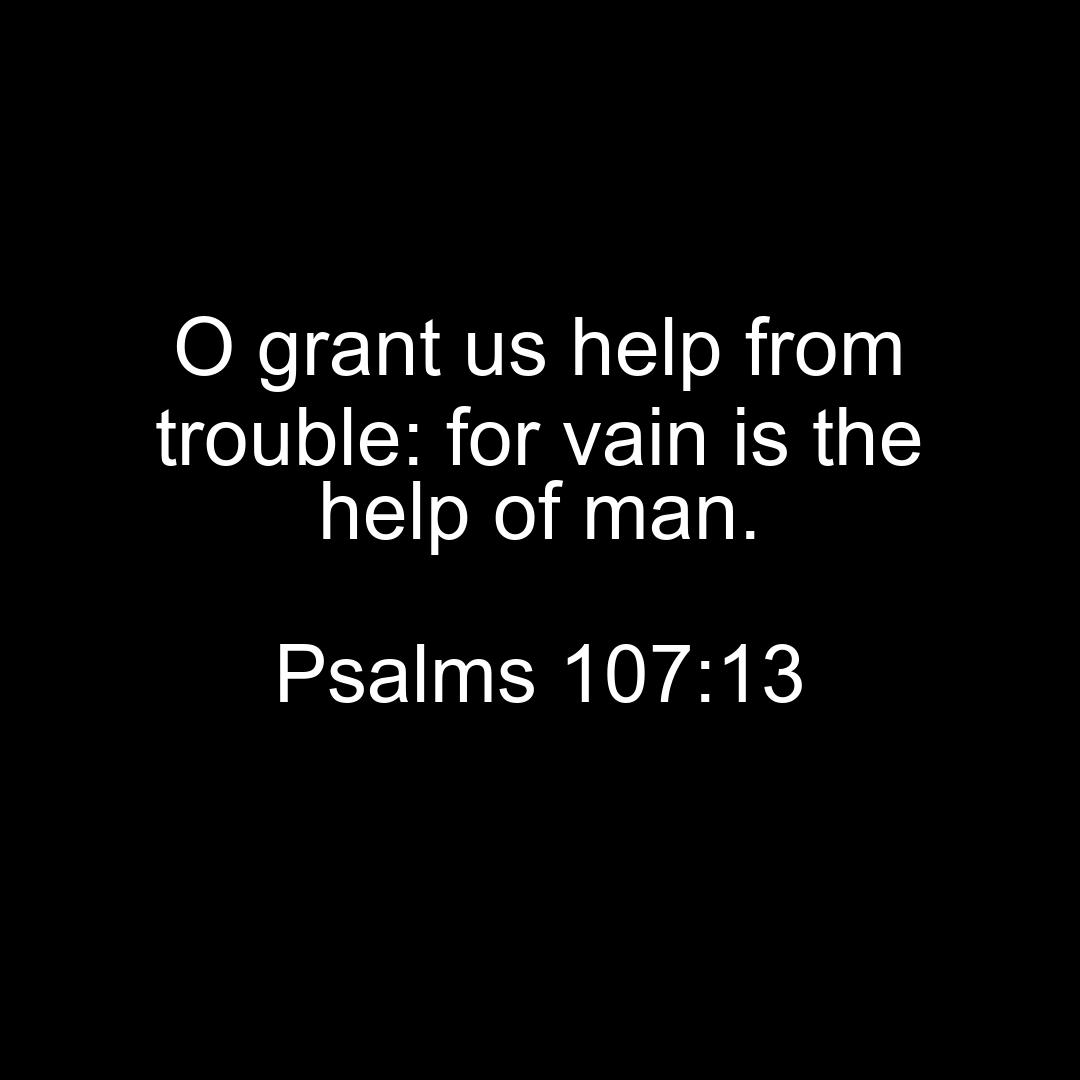 O grant us help from
trouble: for vain is the
help of man.
Psalms 107:13